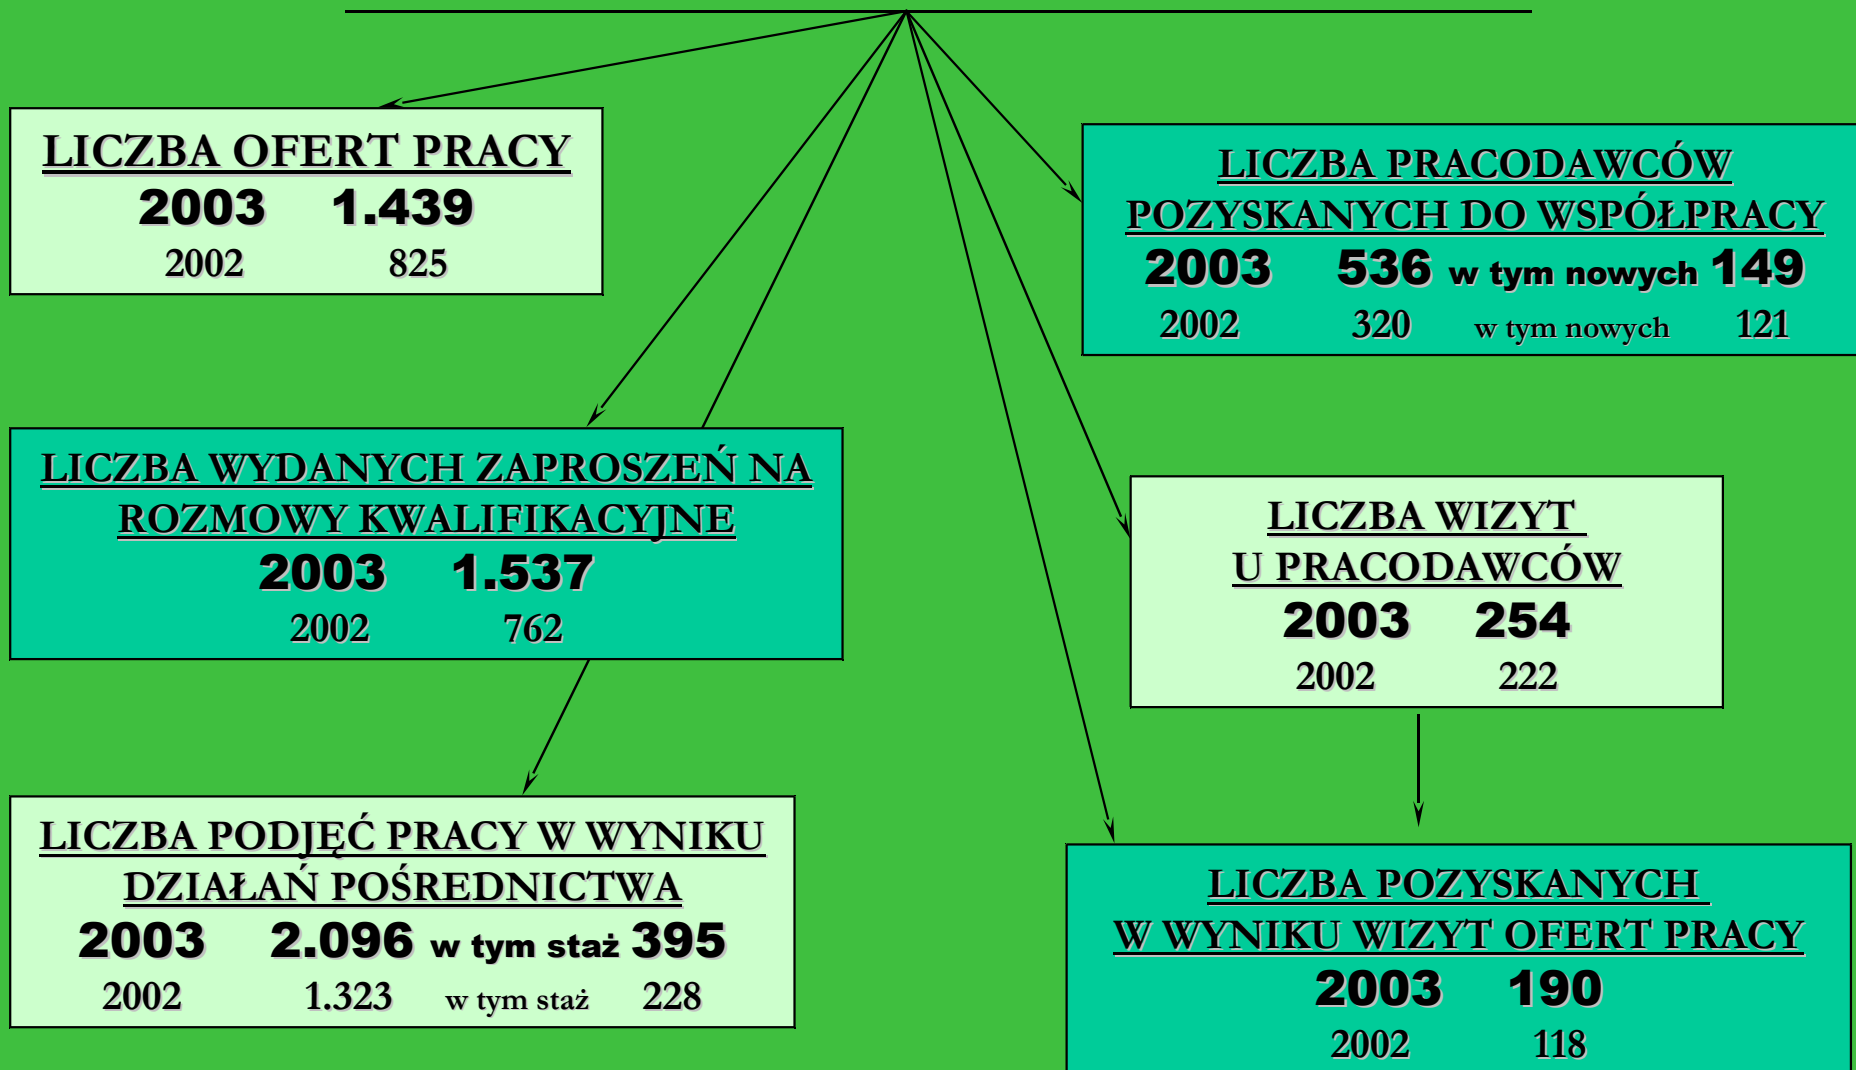 LICZBA OFERT PRACY
2003 1.439
2002 825
LICZBA PRACODAWCÓW
POZYSKANYCH DO WSPÓŁPRACY
2003 536 w tym nowych 149
2002 320 w tym nowych 121
LICZBA WYDANYCH ZAPROSZEŃ NA
ROZMOWY KWALIFIKACYJNE
2003 1.537
2002 762
LICZBA WIZYT
U PRACODAWCÓW
2003 254
2002 222
LICZBA PODJĘĆ PRACY W WYNIKU
DZIAŁAŃ POŚREDNICTWA
2003 2.096 w tym staż 395
2002 1.323 w tym staż 228
LICZBA POZYSKANYCH
W WYNIKU WIZYT OFERT PRACY
2003 190
2002 118